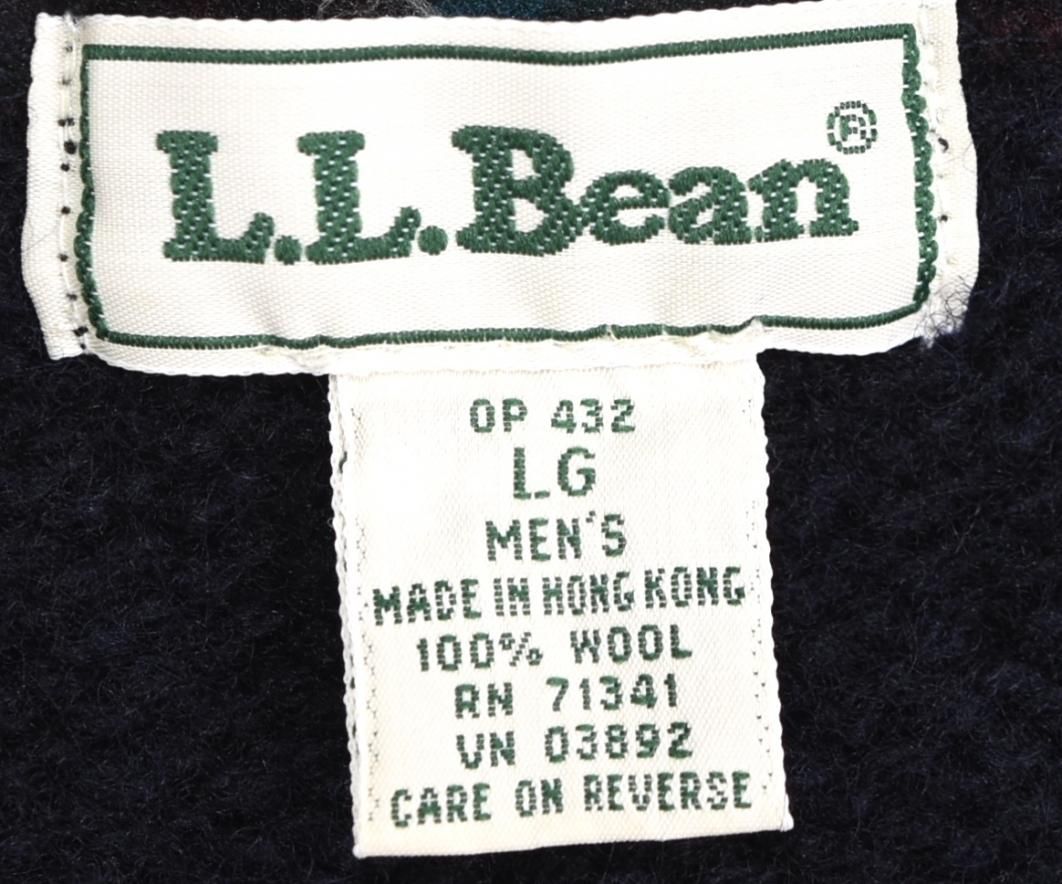 L.L.Bean®
OP 432
LG
MEN'S
MADE IN HONG KONG
100% WOOL
RN 71341
VN 03892
CARE ON REVERSE